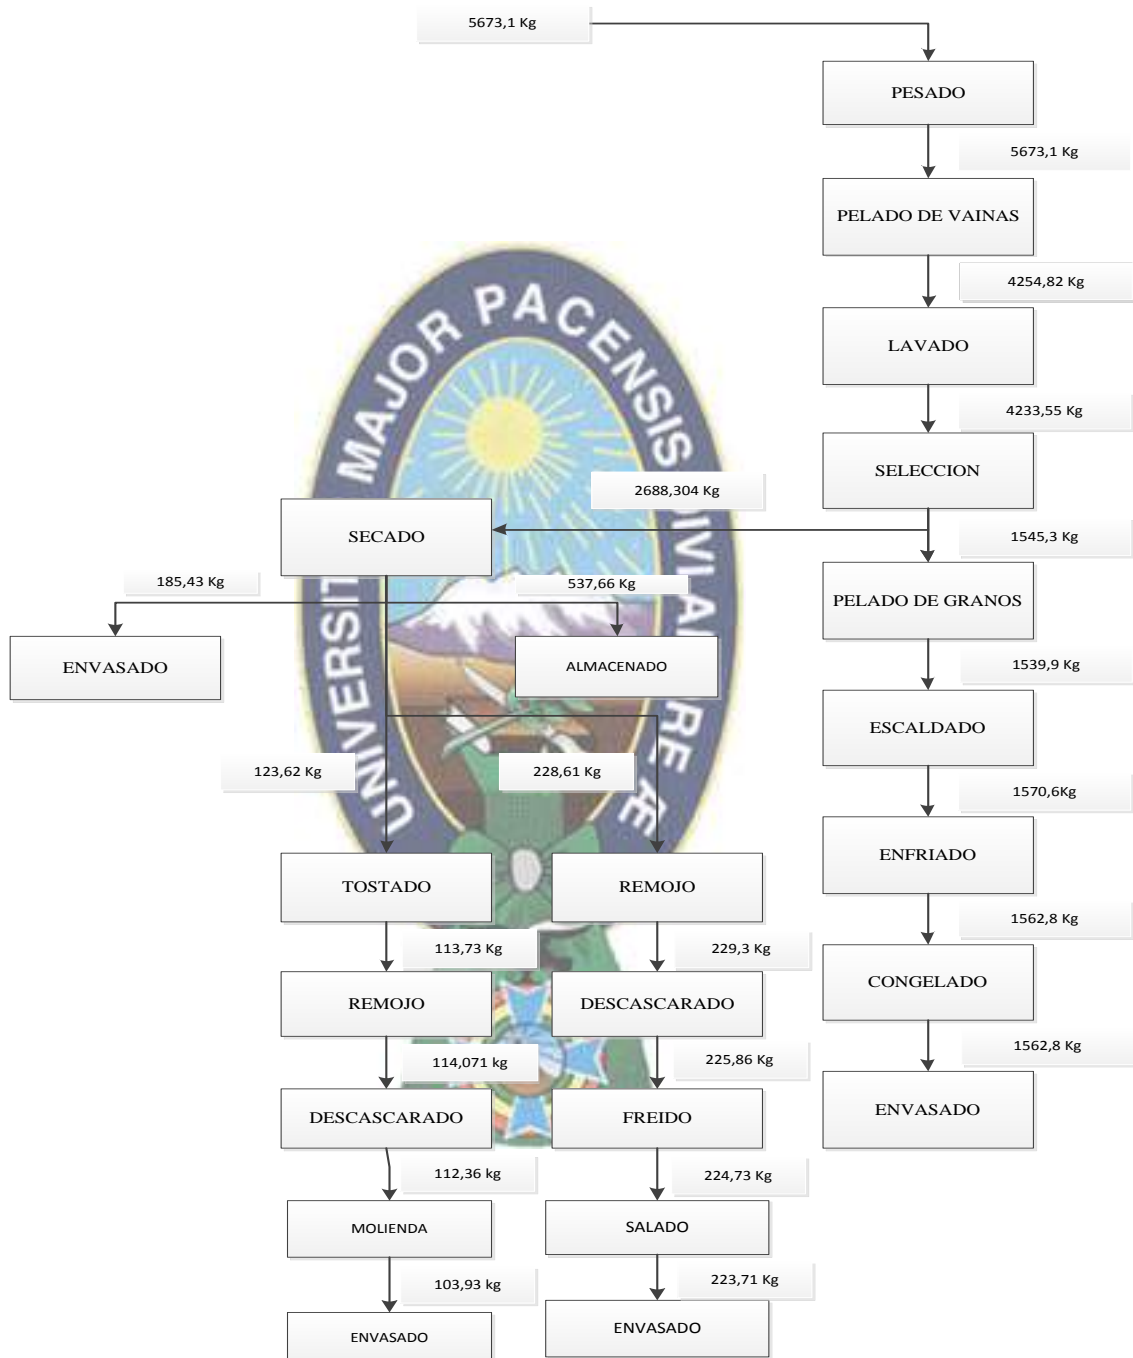 5673,1 Kg
PESADO
5673,1 Kg
PELADO DE VAINAS
4254,82 Kg
LAVADO
4233,55 Kg
SELECCION
2688,304 Kg
1545,3 Kg
SECADO
185,43 Kg
537,66 Kg
PELADO DE GRANOS
ENVASADO
ALMACENADO
1539,9 Kg
ESCALDADO
123,62 Kg
228,61 Kg
1570,6Kg
TOSTADO
REMOJO
ENFRIADO
113,73 Kg
229,3 Kg
1562,8 Kg
REMOJO
DESCASCARADO
CONGELADO
114,071 kg
225,86 Kg
1562,8 Kg
DESCASCARADO
FREIDO
ENVASADO
112,36 kg
224,73 Kg
MOLIENDA
SALADO
103,93 kg
223,71 Kg
ENVASADO
ENVASADO
UNIVERSIT MAJOR PACENSIS DIVI A RE Æ